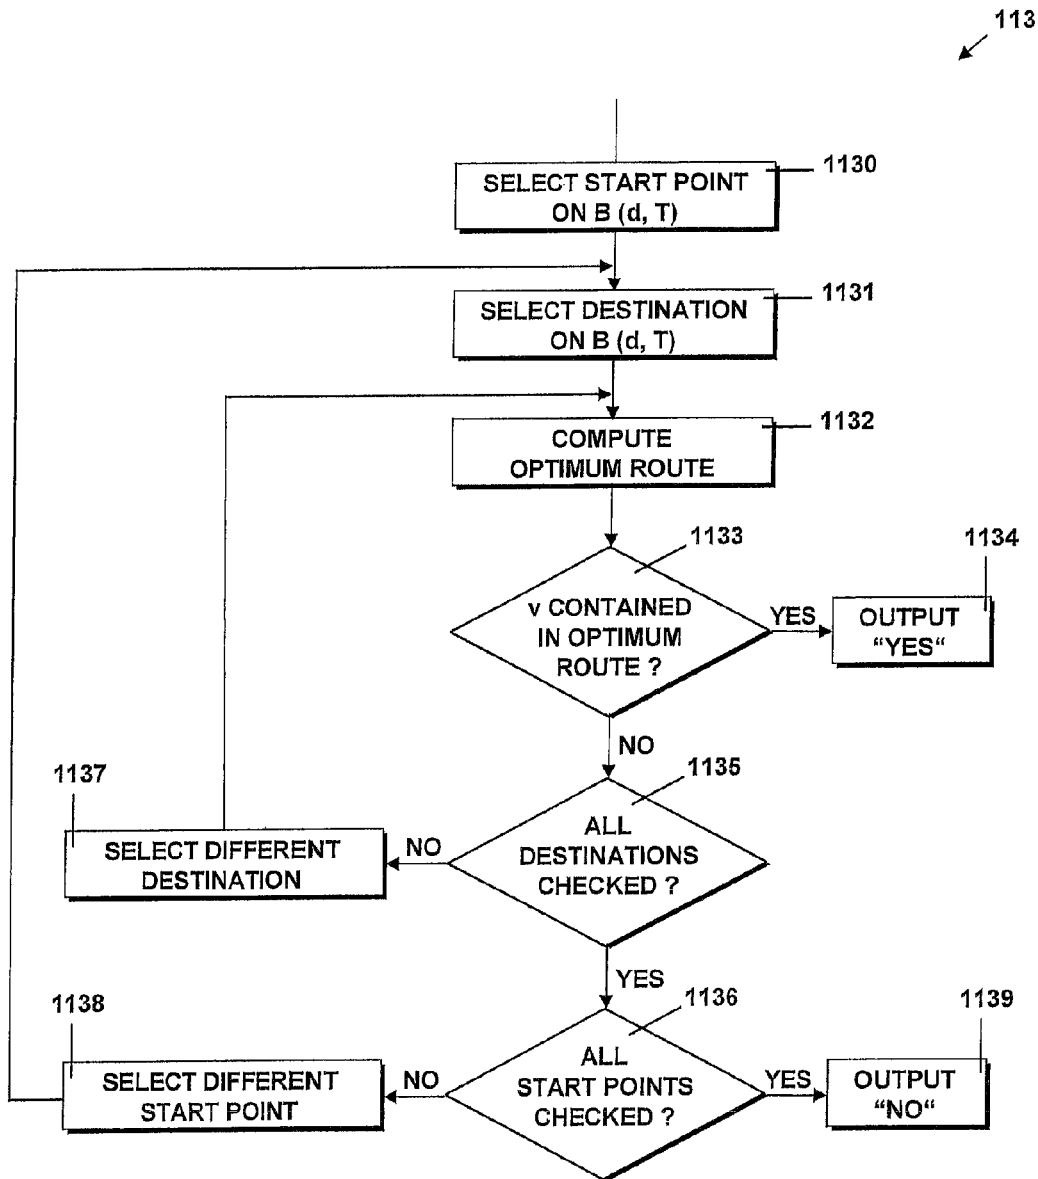 113
1130
SELECT START POINT
ON B (d, T)
1131
SELECT DESTINATION
ON B (d, T)
1132
COMPUTE
OPTIMUM ROUTE
1133
1134
v CONTAINED
IN OPTIMUM
ROUTE ?
YES
OUTPUT
“YES“
NO
1135
1137
ALL
DESTINATIONS
CHECKED ?
NO
SELECT DIFFERENT
DESTINATION
YES
1136
1138
1139
ALL
START POINTS
CHECKED ?
NO
SELECT DIFFERENT
START POINT
YES
OUTPUT
“NO“